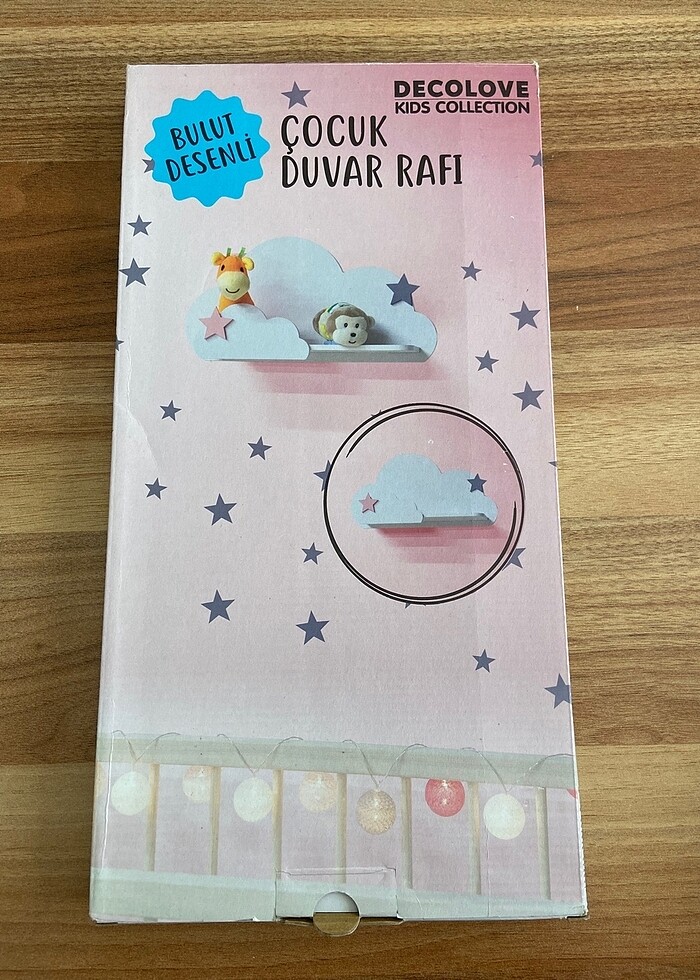 DECOLOVE
KIDS COLLECTION
BULUT
DESENLİ
ÇOCUK
DUVAR RAFI